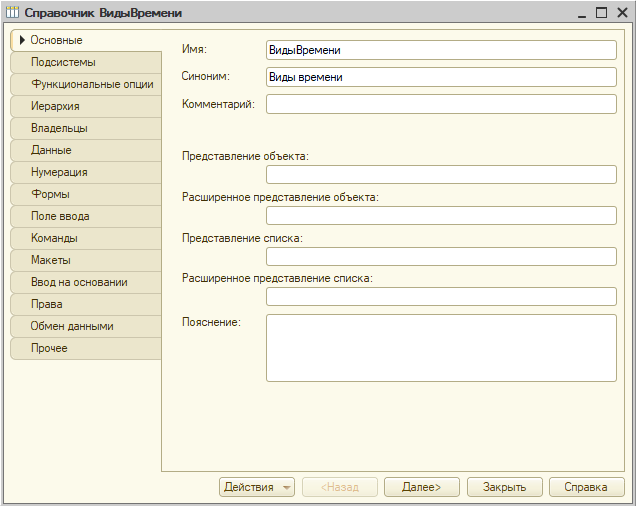 Справочник ВидыВремени
Основные
Подсистемы
Функциональные опции
Иерархия
Владельцы
Данные
Нумерация
Формы
Поле ввода
Команды
Макеты
Ввод на основании
Права
Обмен данными
Прочее
Имя: ВидыВремени
Синоним: Виды времени
Комментарий:
Представление объекта:
Расширенное представление объекта:
Представление списка:
Расширенное представление списка:
Пояснение:
Действия <Назад Далее> Закрыть Справка